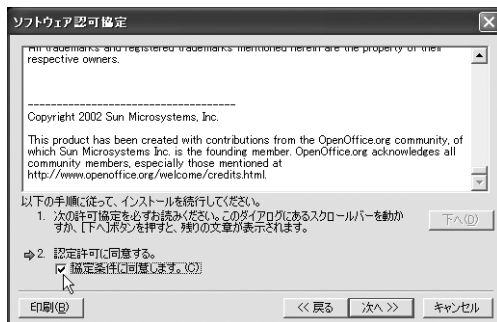 ソフトウェア認可協定
All trademarks and registered trademarks mentioned herein are the property of their
respective owners.
------------------------------------
Copyright 2002 Sun Microsystems, Inc.
This product has been created with contributions from the OpenOffice.org community, of
which Sun Microsystems Inc. is the founding member. OpenOffice.org acknowledges all
community members, especially those mentioned at
http://www.openoffice.org/welcome/credits.html.
以下の手順に従って、インストールを続行してください。
1. 次の許可協定を必ずお読みください。このダイアログにあるスクロールバーを動か
すか、[下へ]ボタンを押すと、残りの文章が表示されます。
下へ(D)
2. 認定許可に同意する。
協定条件に同意します。(C)
印刷(R)
<< 戻る
次へ >>
キャンセル